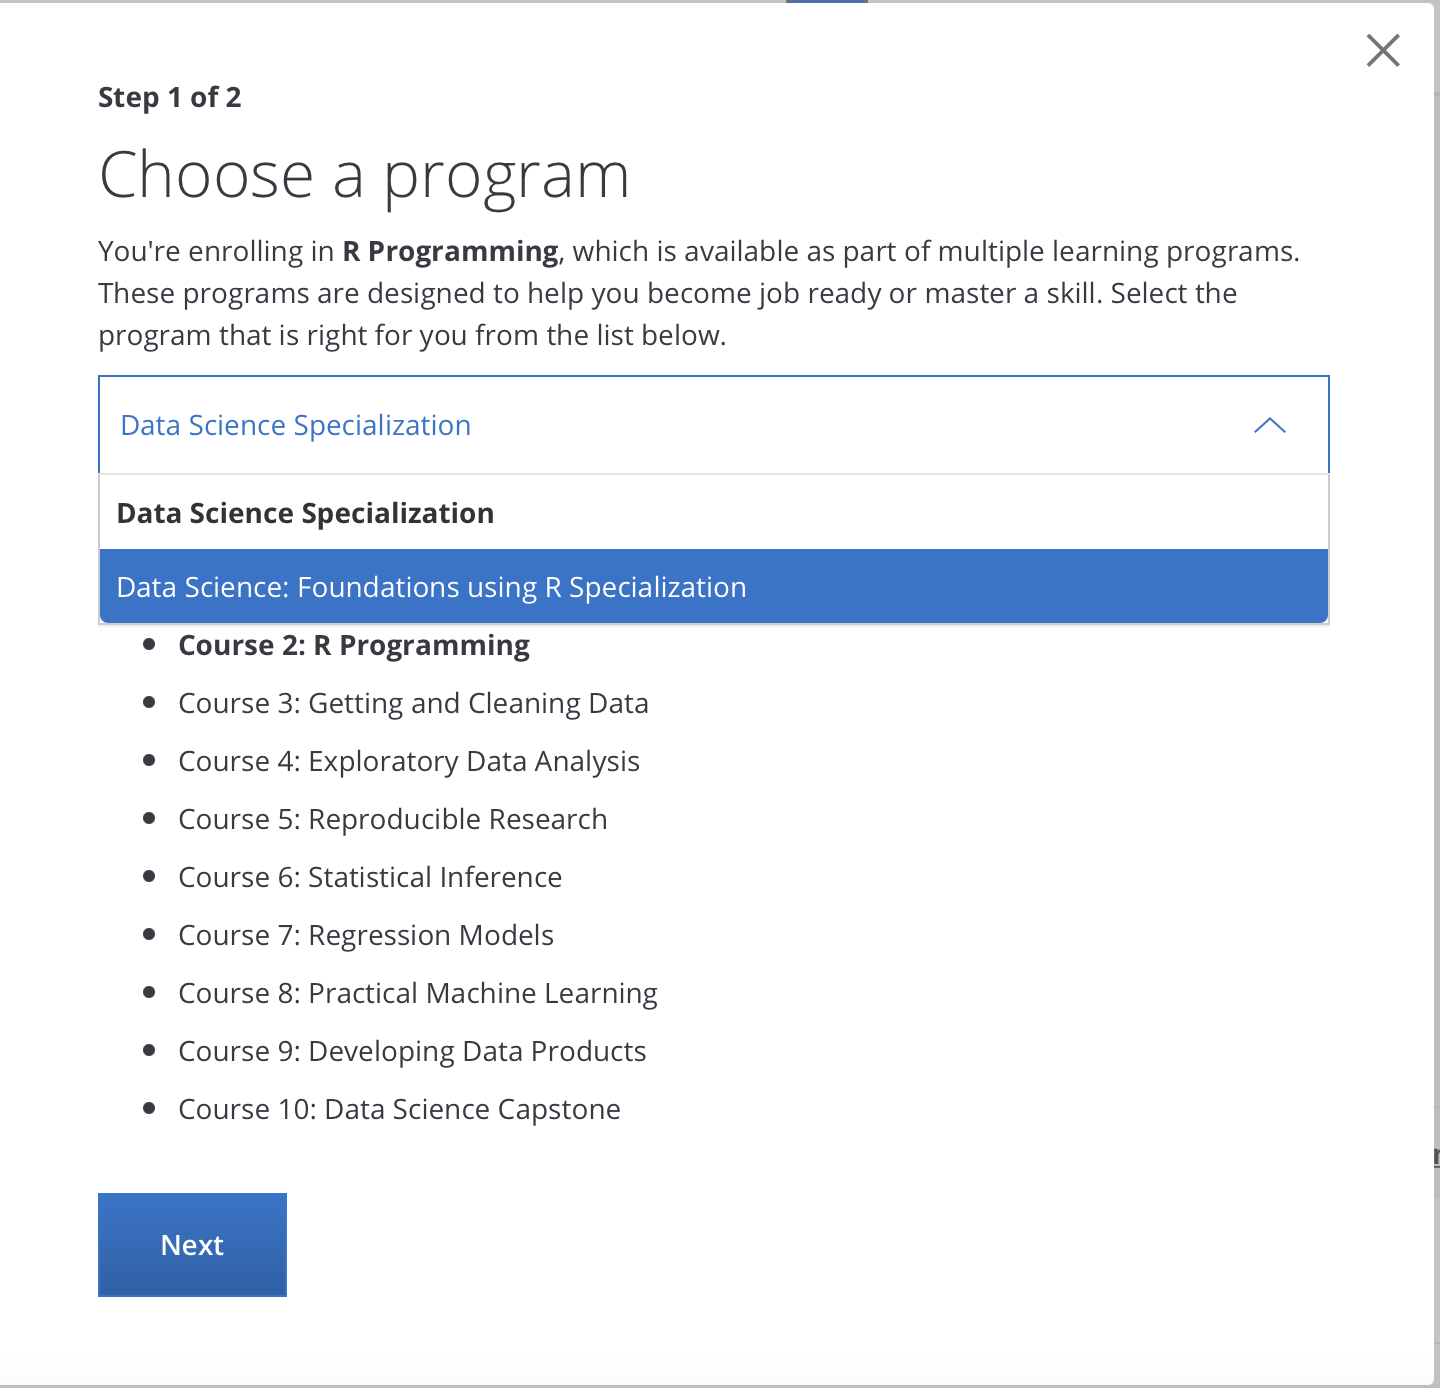 Step 1 of 2
Choose a program
You're enrolling in R Programming, which is available as part of multiple learning programs.
These programs are designed to help you become job ready or master a skill. Select the
program that is right for you from the list below.
Data Science Specialization
Data Science Specialization
Data Science: Foundations using R Specialization
Course 2: R Programming
Course 3: Getting and Cleaning Data
Course 4: Exploratory Data Analysis
Course 5: Reproducible Research
Course 6: Statistical Inference
Course 7: Regression Models
Course 8: Practical Machine Learning
Course 9: Developing Data Products
Course 10: Data Science Capstone
Next